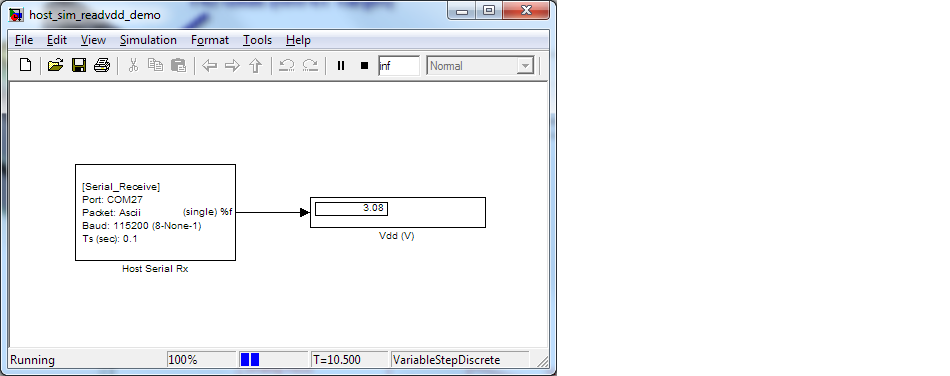 host_sim_readvdd_demo
File Edit View Simulation Format Tools Help
inf Normal
[Serial_Receive]
Port: COM27
Packet: Ascii (single) %f
Baud: 115200 (8-None-1)
Ts (sec): 0.1
Host Serial Rx
3.08
Vdd (V)
Running 100% T=10.500 VariableStepDiscrete